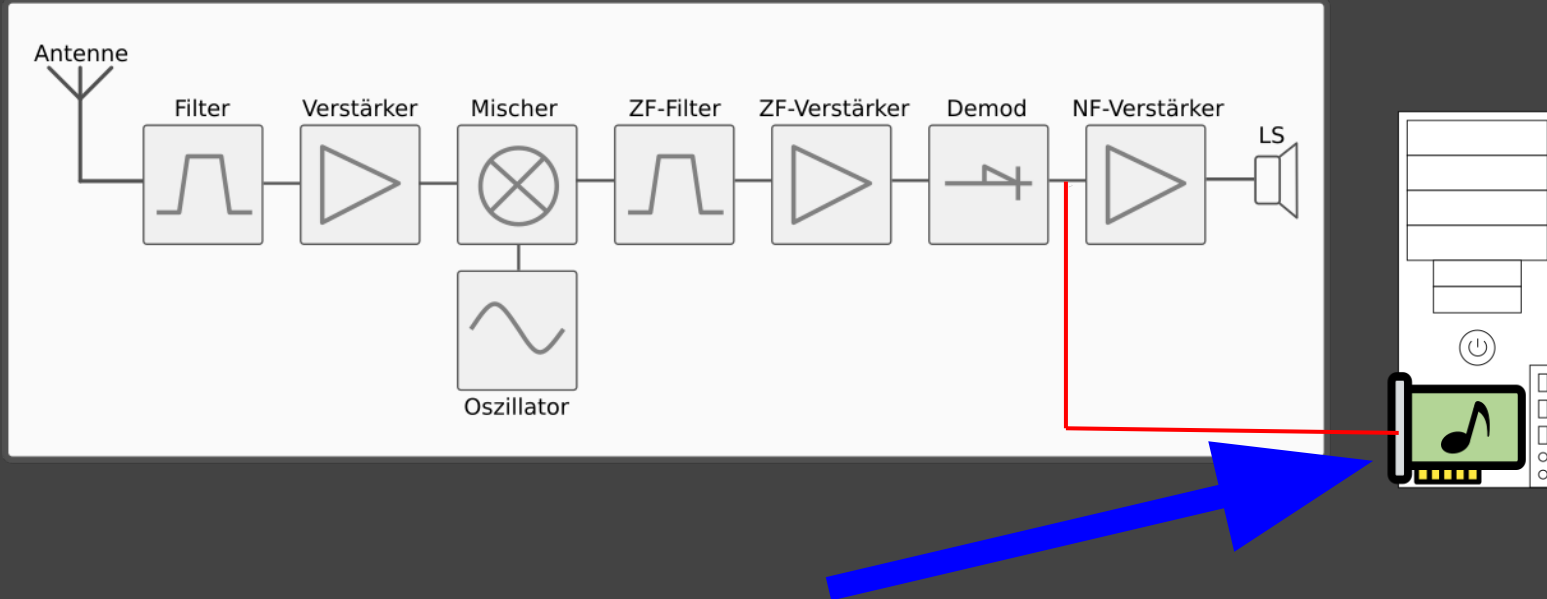 Antenne
Filter
Verstärker
Mischer
ZF-Filter
ZF-Verstärker
Demod
NF-Verstärker
LS
Oszillator